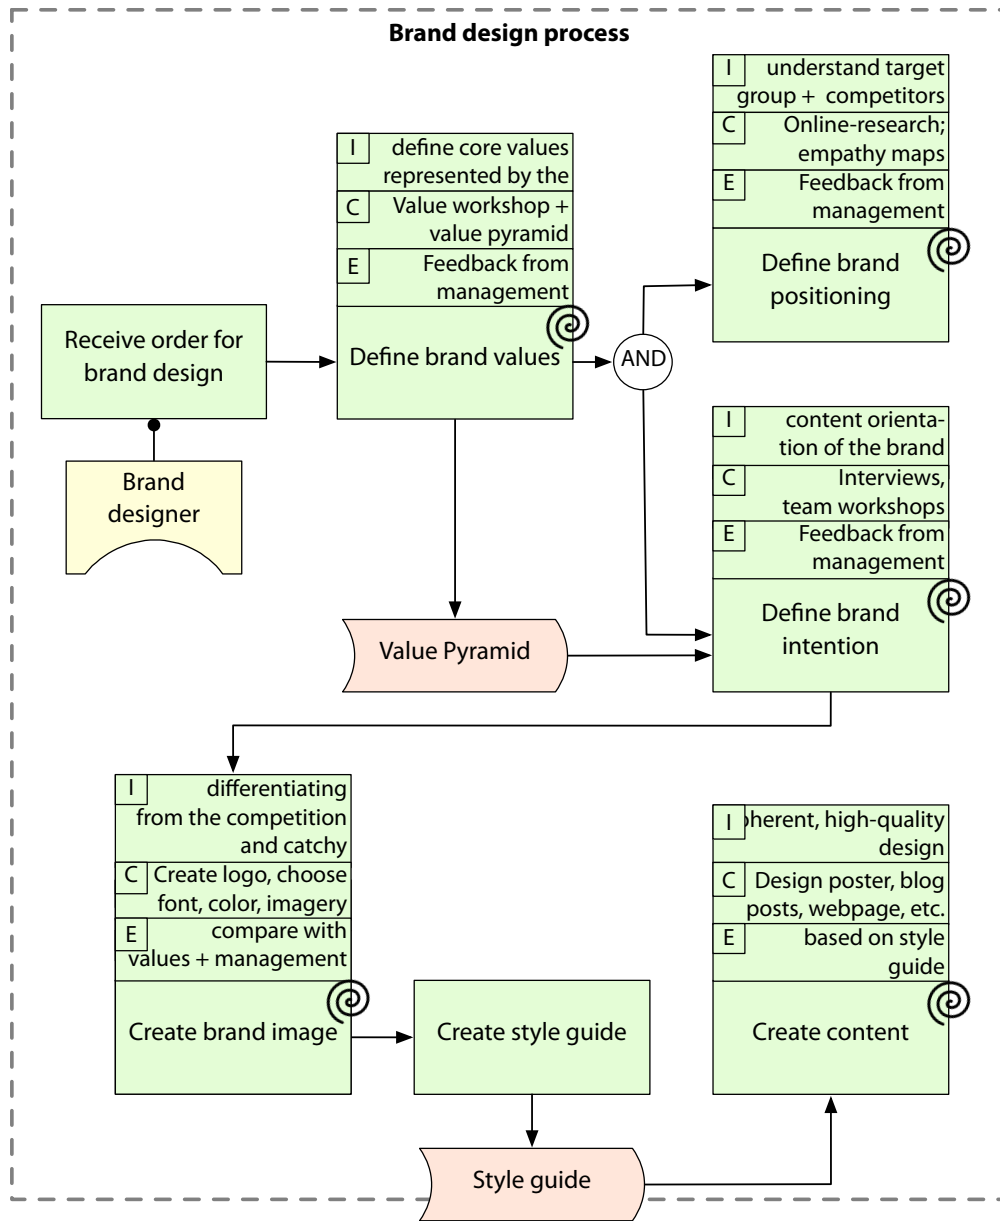 Brand design process
I
understand target
group + competitors
C
Online-research;
empathy maps
E
Feedback from
management
Define brand
positioning
I
define core values
represented by the
C
Value workshop +
value pyramid
E
Feedback from
management
Define brand values
Receive order for
brand design
Brand
designer
AND
I
content orienta-
tion of the brand
C
Interviews,
team workshops
E
Feedback from
management
Define brand
intention
Value Pyramid
I
differentiating
from the competition
and catchy
C
Create logo, choose
font, color, imagery
E
compare with
values + management
Create brand image
Create style guide
I
high-quality
design
C
Design poster, blog
posts, webpage, etc.
E
based on style
guide
Create content
Style guide